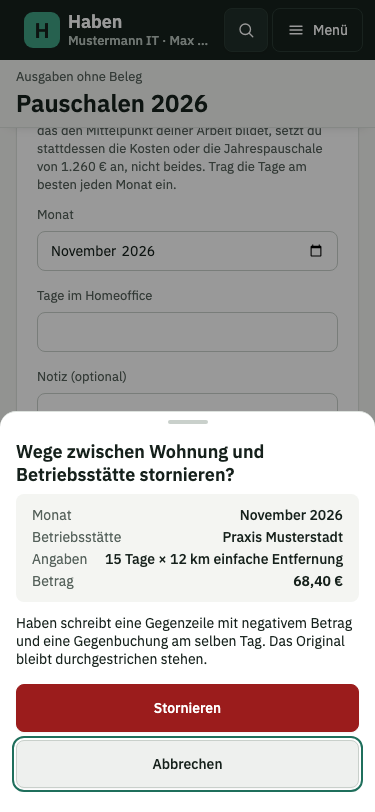 H
Haben
Mustermann IT · Max ...
Menü
Ausgaben ohne Beleg
Pauschalen 2026
das den Mittelpunkt deiner Arbeit bildet, setzt du
stattdessen die Kosten oder die Jahrespauschale
von 1.260 € an, nicht beides. Trag die Tage am
besten jeden Monat ein.
Monat
November 2026
Tage im Homeoffice
Notiz (optional)
Wege zwischen Wohnung und
Betriebsstätte stornieren?
Monat November 2026
Betriebsstätte Praxis Musterstadt
Angaben 15 Tage × 12 km einfache Entfernung
Betrag 68,40 €
Haben schreibt eine Gegenzeile mit negativem Betrag
und eine Gegenbuchung am selben Tag. Das Original
bleibt durchgestrichen stehen.
Stornieren
Abbrechen